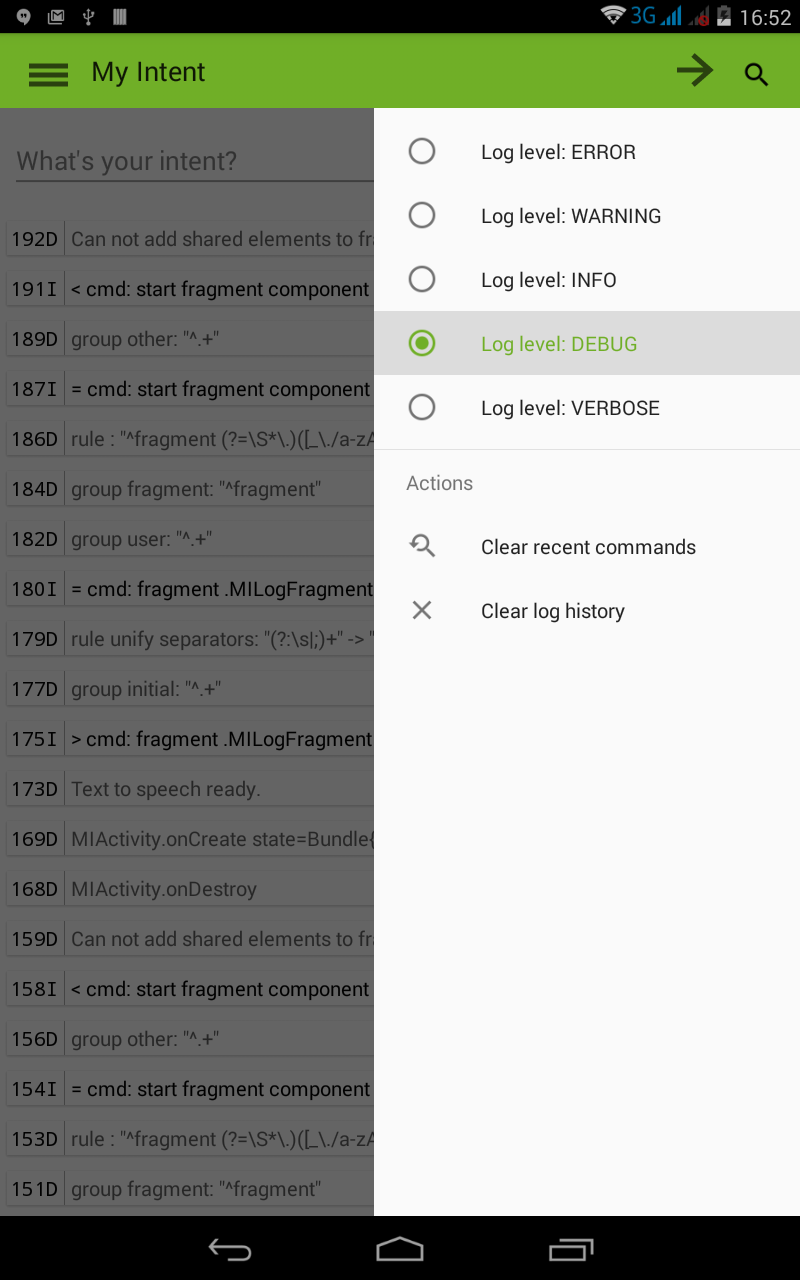 3G 16:52
My Intent
What's your intent?
Log level: ERROR
Log level: WARNING
Log level: INFO
Log level: DEBUG
Log level: VERBOSE
Actions
Clear recent commands
Clear log history
192D Can not add shared elements to fr
191I < cmd: start fragment component
189D group other: "^.+"
187I = cmd: start fragment component
186D rule : "^fragment (?=\S*\.)([_\./a-zA
184D group fragment: "^fragment"
182D group user: "^.+"
180I = cmd: fragment .MILogFragment
179D rule unify separators: "(?:\s|;)+" -> "
177D group initial: "^.+"
175I > cmd: fragment .MILogFragment
173D Text to speech ready.
169D MIActivity.onCreate state=Bundle{
168D MIActivity.onDestroy
159D Can not add shared elements to fr
158I < cmd: start fragment component
156D group other: "^.+"
154I = cmd: start fragment component
153D rule : "^fragment (?=\S*\.)([_\./a-zA
151D group fragment: "^fragment"